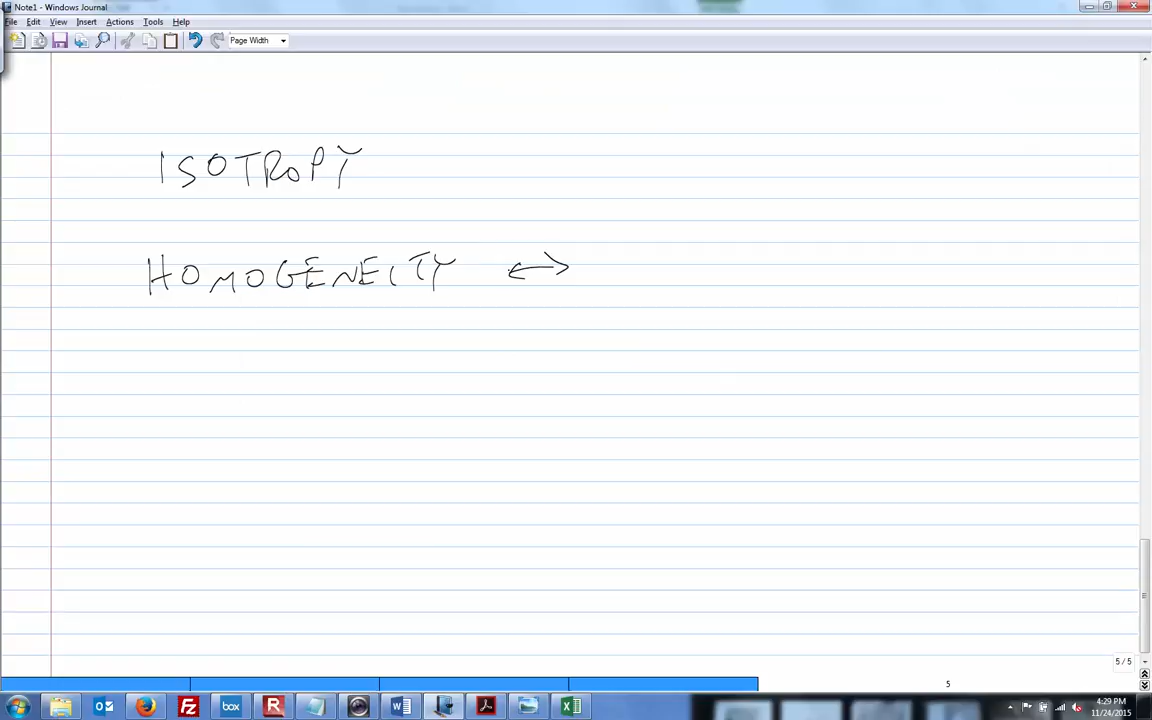 Note1 - Windows Journal
File Edit View Insert Actions Tools Help
Page Width
ISOTROPY
HOMOGENEITY ↔
5/5
5
4:29 PM
11/24/2015